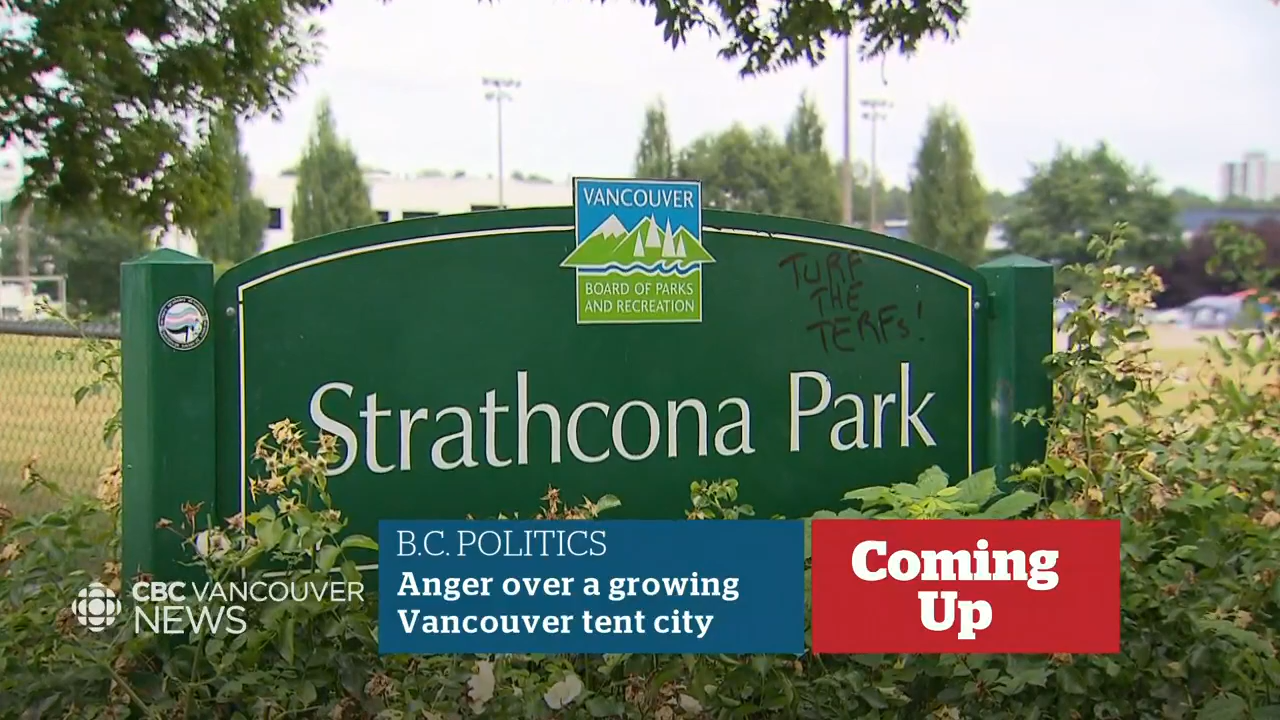 VANCOUVER
BOARD OF PARKS
AND RECREATION
TURF
THE
TERFs!
Strathcona Park
B.C. POLITICS
Anger over a growing
Vancouver tent city
Coming
Up
CBC VANCOUVER
NEWS